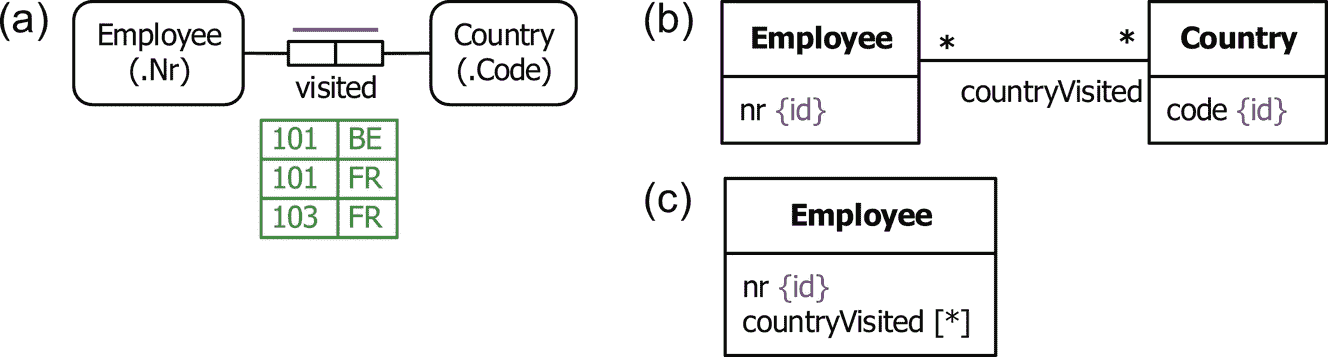 (a)
Employee
(.Nr)
Country
(.Code)
visited
101 BE
101 FR
103 FR
(b)
Employee
* *
Country
countryVisited
nr {id}
code {id}
(c)
Employee
nr {id}
countryVisited [*]